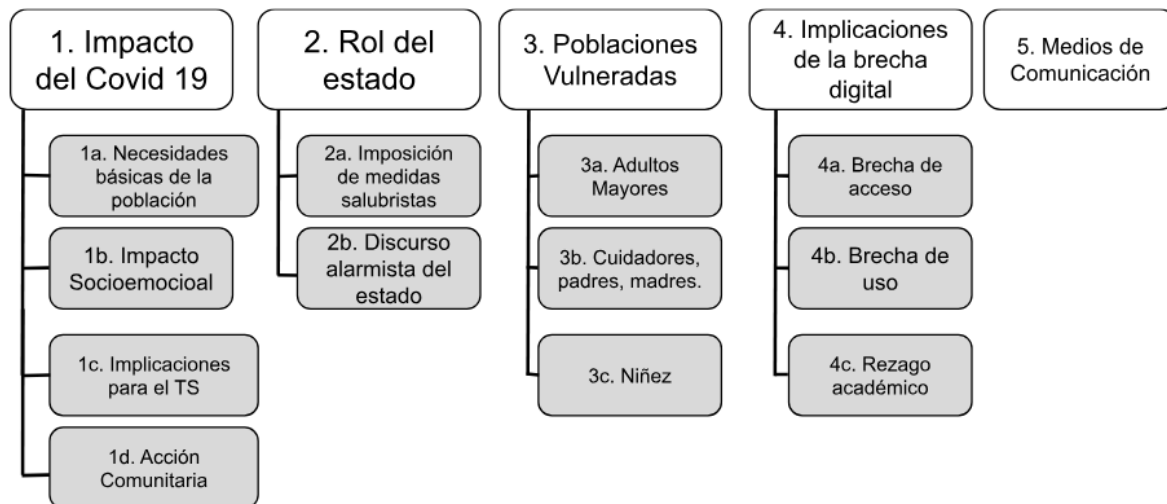 1. Impacto
del Covid 19
1a. Necesidades
básicas de la
población
1b. Impacto
Socioemocioal
1c. Implicaciones
para el TS
1d. Acción
Comunitaria
2. Rol del
estado
2a. Imposición
de medidas
salubristas
2b. Discurso
alarmista del
estado
3. Poblaciones
Vulneradas
3a. Adultos
Mayores
3b. Cuidadores,
padres, madres.
3c. Niñez
4. Implicaciones
de la brecha
digital
4a. Brecha de
acceso
4b. Brecha de
uso
4c. Rezago
académico
5. Medios de
Comunicación